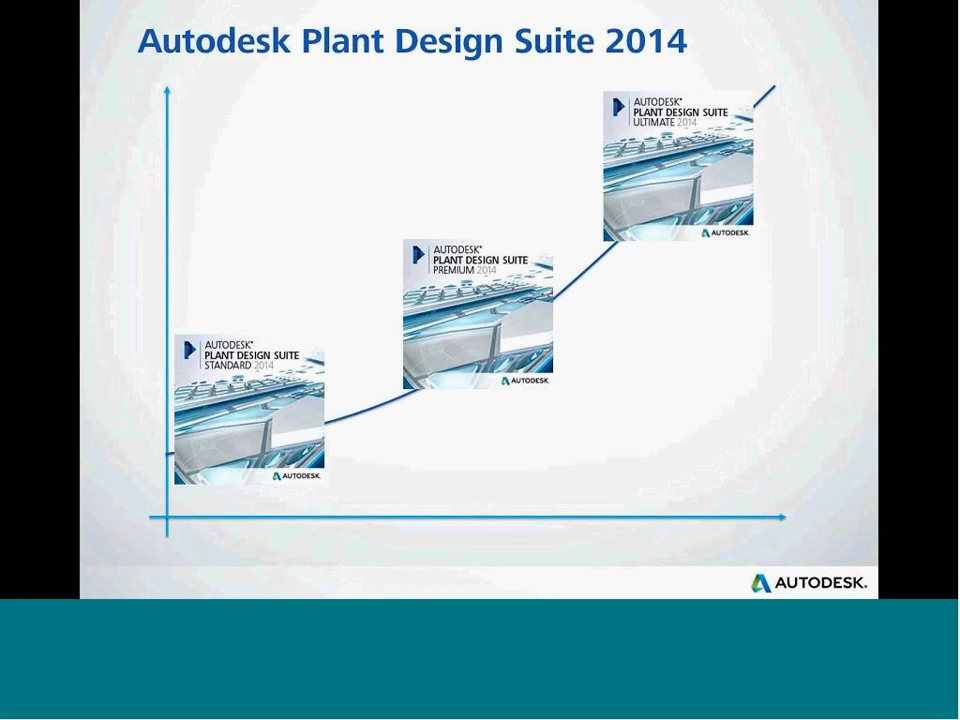 Autodesk Plant Design Suite 2014
AUTODESK®
PLANT DESIGN SUITE
ULTIMATE 2014
AUTODESK.
AUTODESK®
PLANT DESIGN SUITE
PREMIUM 2014
AUTODESK.
AUTODESK®
PLANT DESIGN SUITE
STANDARD 2014
AUTODESK.
AUTODESK®